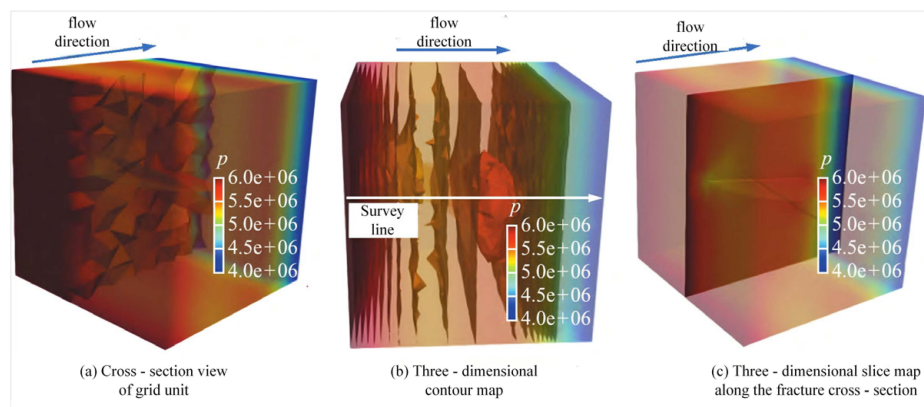 flow
direction
p
6.0e+06
5.5e+06
5.0e+06
4.5e+06
4.0e+06
(a) Cross - section view
of grid unit
flow
direction
Survey
line
p
6.0e+06
5.5e+06
5.0e+06
4.5e+06
4.0e+06
(b) Three - dimensional
contour map
flow
direction
p
6.0e+06
5.5e+06
5.0e+06
4.5e+06
4.0e+06
(c) Three - dimensional slice map
along the fracture cross - section